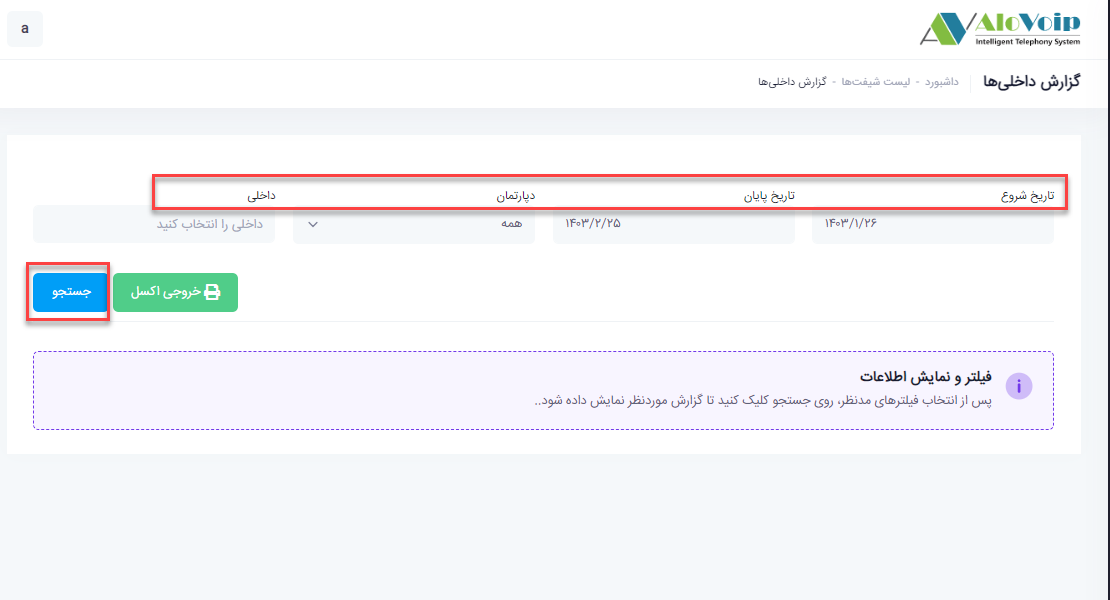 a
AloVoip
Intelligent Telephony System
گزارش داخلی‌ها
داشبورد - لیست شیفت‌ها - گزارش داخلی‌ها
تاریخ شروع
تاریخ پایان
دپارتمان
داخلی
۱۴۰۳/۱/۲۶
۱۴۰۳/۲/۲۵
همه
داخلی را انتخاب کنید
خروجی اکسل
جستجو
فیلتر و نمایش اطلاعات
پس از انتخاب فیلترهای مدنظر، روی جستجو کلیک کنید تا گزارش موردنظر نمایش داده شود..